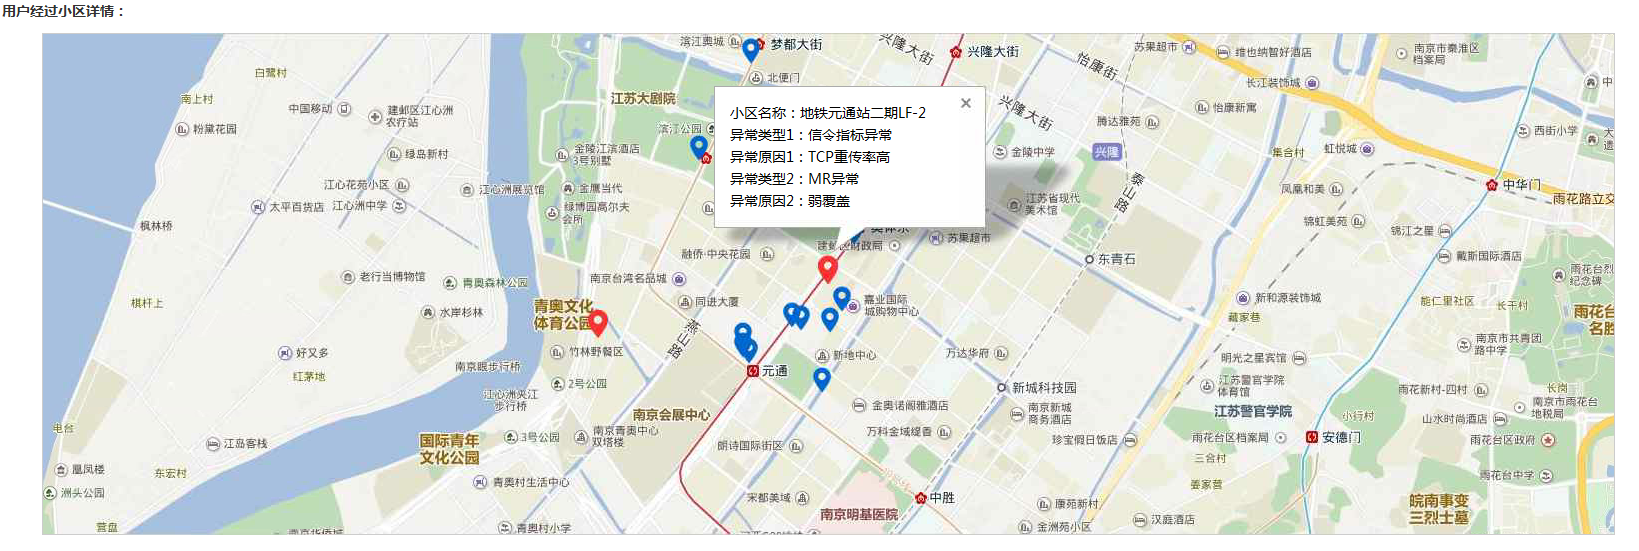 用户经过小区详情：
滨江奥城
梦都大街
兴隆大街
兴隆大街
苏果超市
维也纳智好酒店
南京市秦淮区
档案局
白鹭村
北便门
怡康街
长江装饰城
南上村
中国移动
建邺区江心洲
农疗站
江苏大剧院
小区名称：地铁元通站二期LF-2
异常类型1：信令指标异常
异常原因1：TCP重传率高
异常类型2：MR异常
异常原因2：弱覆盖
兴隆大街
怡康新寓
粉黛花园
滨江公园
腾达雅苑
西街小学
绿岛新村
金陵江滨酒店
3号别墅
金陵中学
兴隆
集合村
虹悦城
江心花苑小区
江心洲展览馆
金鹰当代
泰山路
凤凰和美
中华门
太平百货店
江心洲中学
绿博园高尔夫
会所
江苏省现代
美术馆
雨花路立交
枫林桥
锦虹美苑
锦江之星
建邺区财政局
苏果超市
融侨·中央花园
东青石
戴斯国际酒店
老行当博物馆
青奥森林公园
南京台湾名品城
雨花台烈
纪念碑
棋杆上
青奥文化
体育公园
同进大厦
嘉业国际
城购物中心
新和源装饰城
能仁里社区
长干村
水岸杉林
燕山路
藏家巷
雨花台
名胜
好又多
竹林野餐区
新地中心
万达华府
明光之星宾馆
南京市共青团
路中学
红茅地
南京眼步行桥
元通
2号公园
新城科技园
江苏警官学院
体育馆
雨花新村-四村
长岗
江心洲夹江
步行桥
南京会展中心
金奥诺阁雅酒店
南京新城
商务酒店
江苏警官学院
小行村
南京市雨花台
地税局
电台
山水时尚酒店
江岛客栈
国际青年
文化公园
3号公园
南京青奥中心
双塔楼
朗诗国际街区
万科金域缇香
珍宝假日饭店
雨花台区档案局
安德门
雨花台区政府
凰凤楼
东宏村
三合村
雨花台中学
洲头公园
青奥村生活中心
宋都美域
中胜
康苑新村
姜家营
皖南事变
三烈士墓
营盘
青奥村小学
南京明基医院
金洲苑小区
汉庭酒店